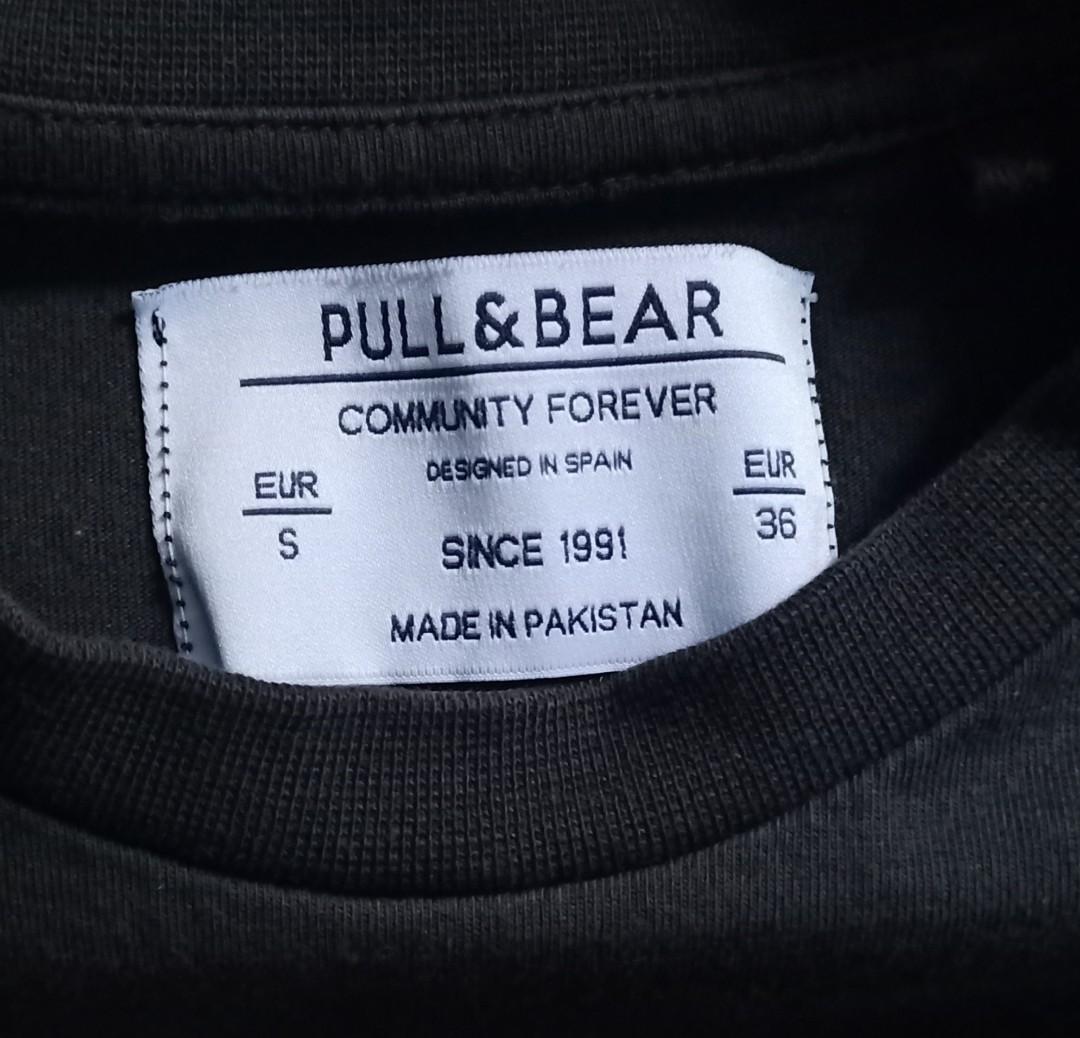 PULL&BEAR
COMMUNITY FOREVER
DESIGNED IN SPAIN
EUR
S
EUR
36
SINCE 1991
MADE IN PAKISTAN